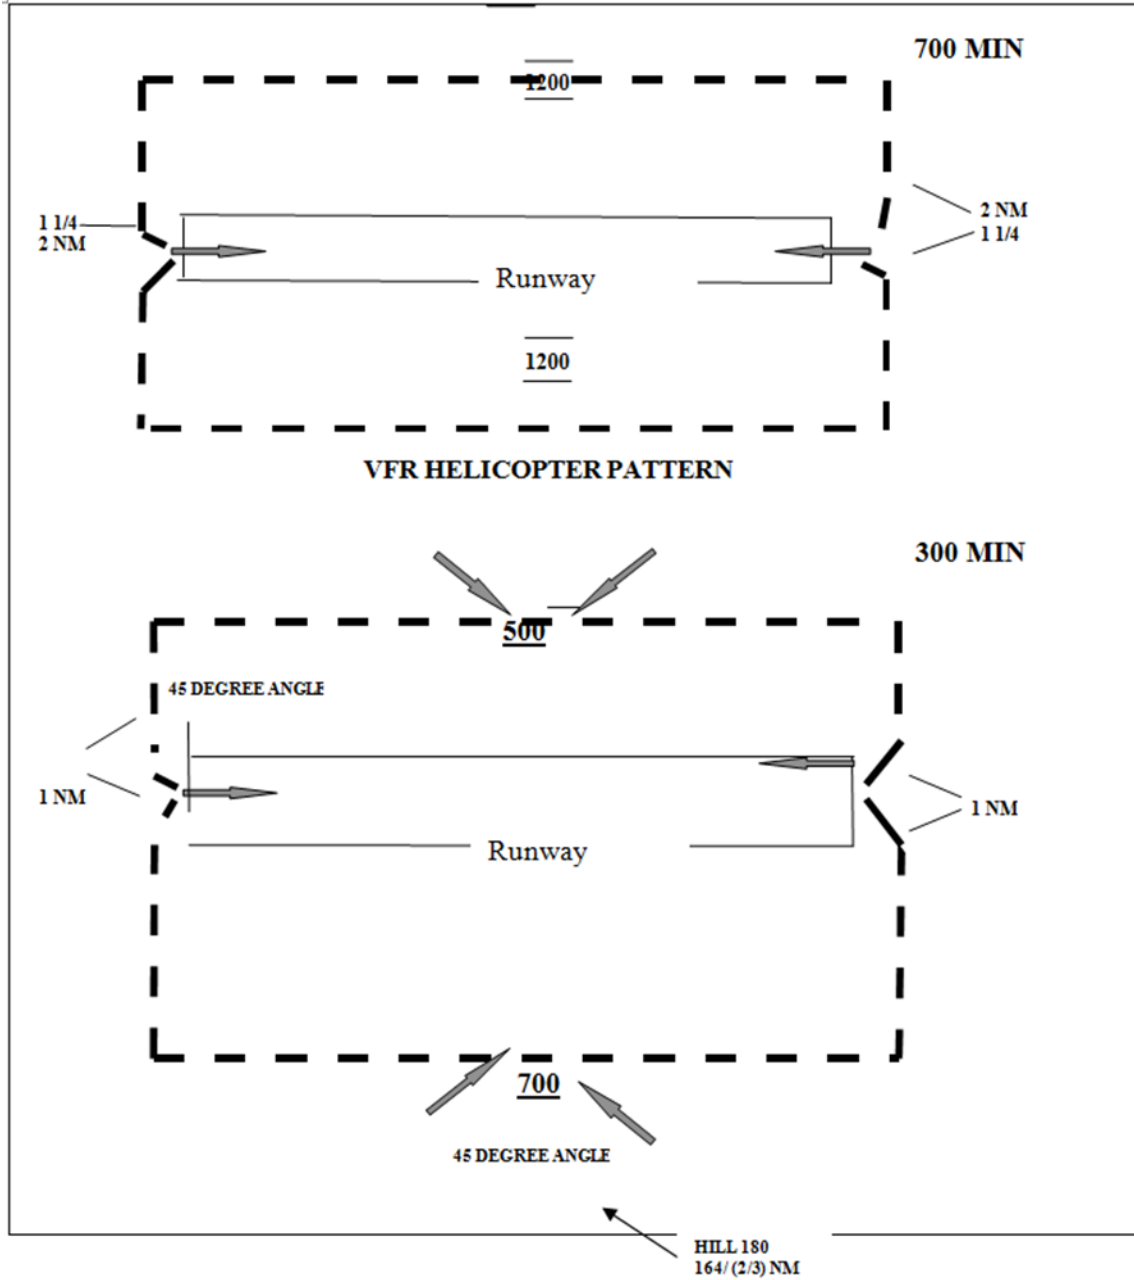 700 MIN
1200
1 1/4
2 NM
2 NM
1 1/4
Runway
1200
VFR HELICOPTER PATTERN
300 MIN
500
45 DEGREE ANGLE
1 NM
1 NM
Runway
700
45 DEGREE ANGLE
HILL 180
164/ (2/3) NM